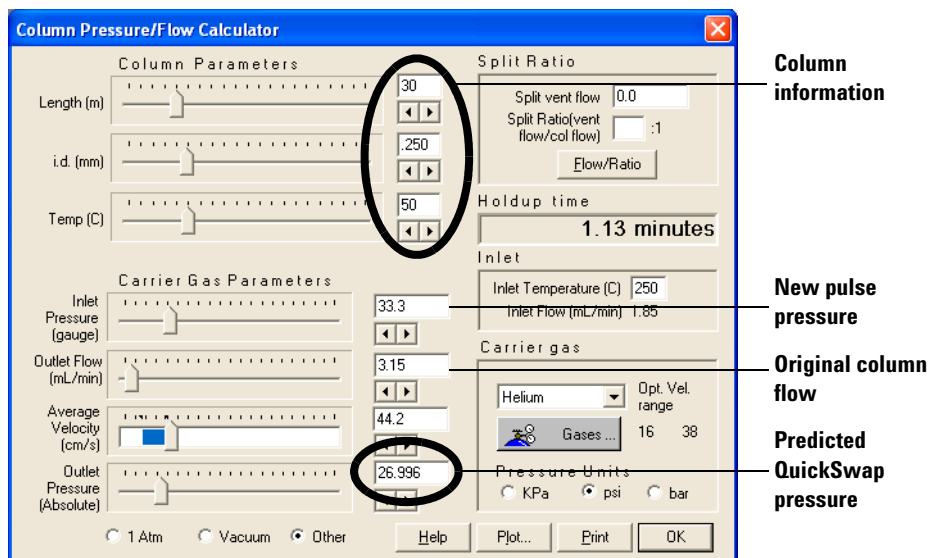 Column Pressure/Flow Calculator
Column Parameters
Length (m)
30
i.d. (mm)
.250
Temp (C)
50
Carrier Gas Parameters
Inlet
Pressure
(gauge)
33.3
Outlet Flow
(mL/min)
3.15
Average
Velocity
(cm/s)
44.2
Outlet
Pressure
(Absolute)
26.996
1 Atm
Vacuum
Other
Split Ratio
Split vent flow
0.0
Split Ratio(vent
flow/col flow)
:1
Flow/Ratio
Holdup time
1.13 minutes
Inlet
Inlet Temperature (C)
250
Inlet Flow (mL/min) 1.85
Carrier gas
Helium
Opt. Vel.
range
Gases ...
16 38
Pressure Units
KPa
psi
bar
Help
Plot...
Print
OK
Column
information
New pulse
pressure
Original column
flow
Predicted
QuickSwap
pressure